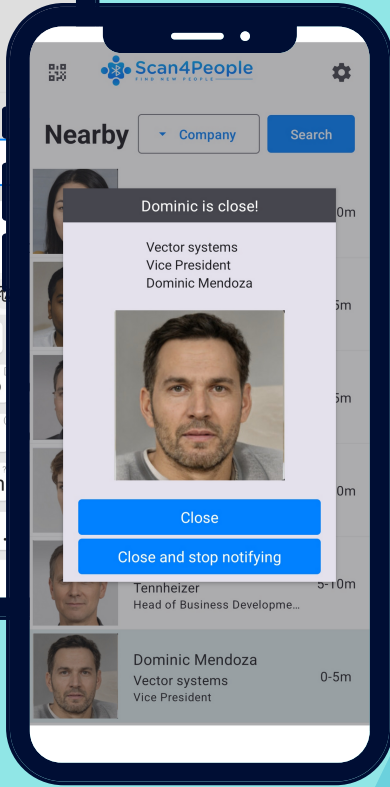 Scan4People
FIND NEW PEOPLE
Nearby
Company
Search
0m
Dominic is close!
Vector systems
Vice President
Dominic Mendoza
5m
5m
0m
Close
Close and stop notifying
Tennheizer
5-10m
Head of Business Developme...
Dominic Mendoza
Vector systems
0-5m
Vice President